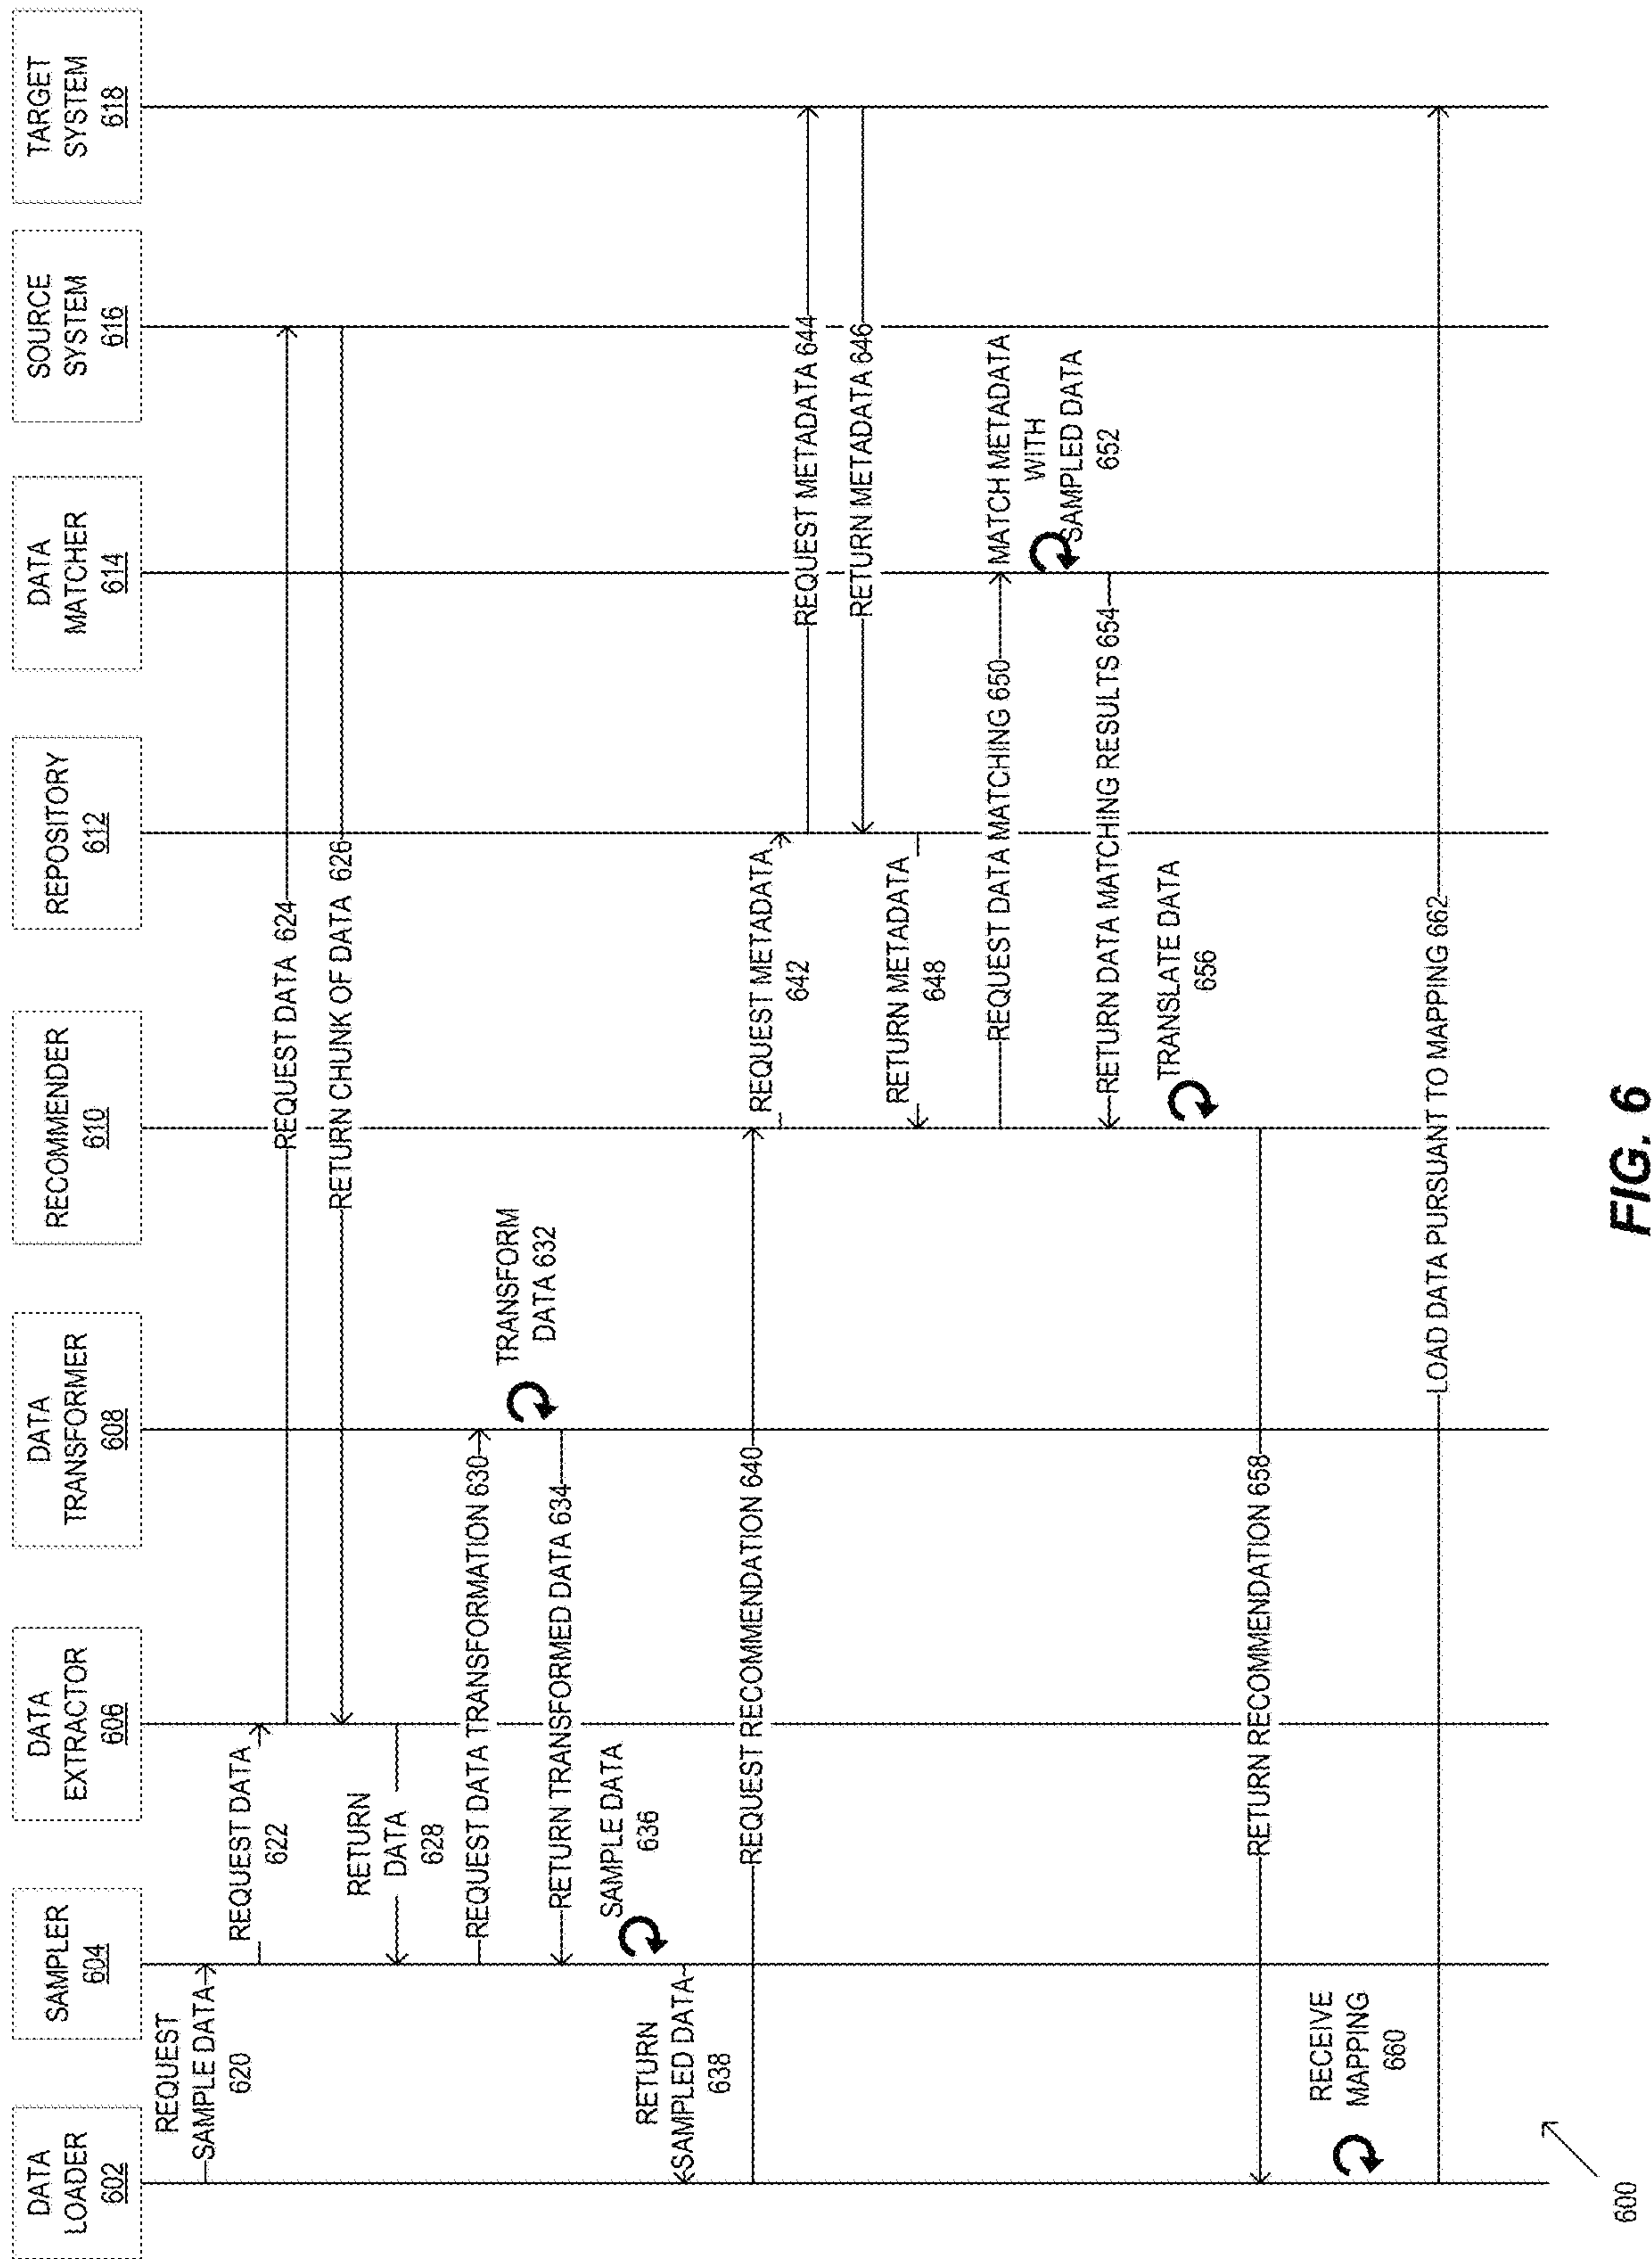 DATA
LOADER
602
SAMPLER
604
DATA
EXTRACTOR
606
DATA
TRANSFORMER
608
RECOMMENDER
610
REPOSITORY
612
DATA
MATCHER
614
SOURCE
SYSTEM
616
TARGET
SYSTEM
618
REQUEST
SAMPLE DATA
620
REQUEST DATA
622
REQUEST DATA 624
RETURN CHUNK OF DATA 626
RETURN
DATA
628
REQUEST DATA TRANSFORMATION 630
TRANSFORM
DATA 632
RETURN TRANSFORMED DATA 634
SAMPLE DATA
636
RETURN
SAMPLED DATA
638
REQUEST RECOMMENDATION 640
REQUEST METADATA
642
REQUEST METADATA 644
RETURN METADATA 646
RETURN METADATA
648
REQUEST DATA MATCHING 650
MATCH METADATA
WITH
SAMPLED DATA
652
RETURN DATA MATCHING RESULTS 654
TRANSLATE DATA
656
RETURN RECOMMENDATION 658
RECEIVE
MAPPING
660
LOAD DATA PURSUANT TO MAPPING 662
600
FIG. 6